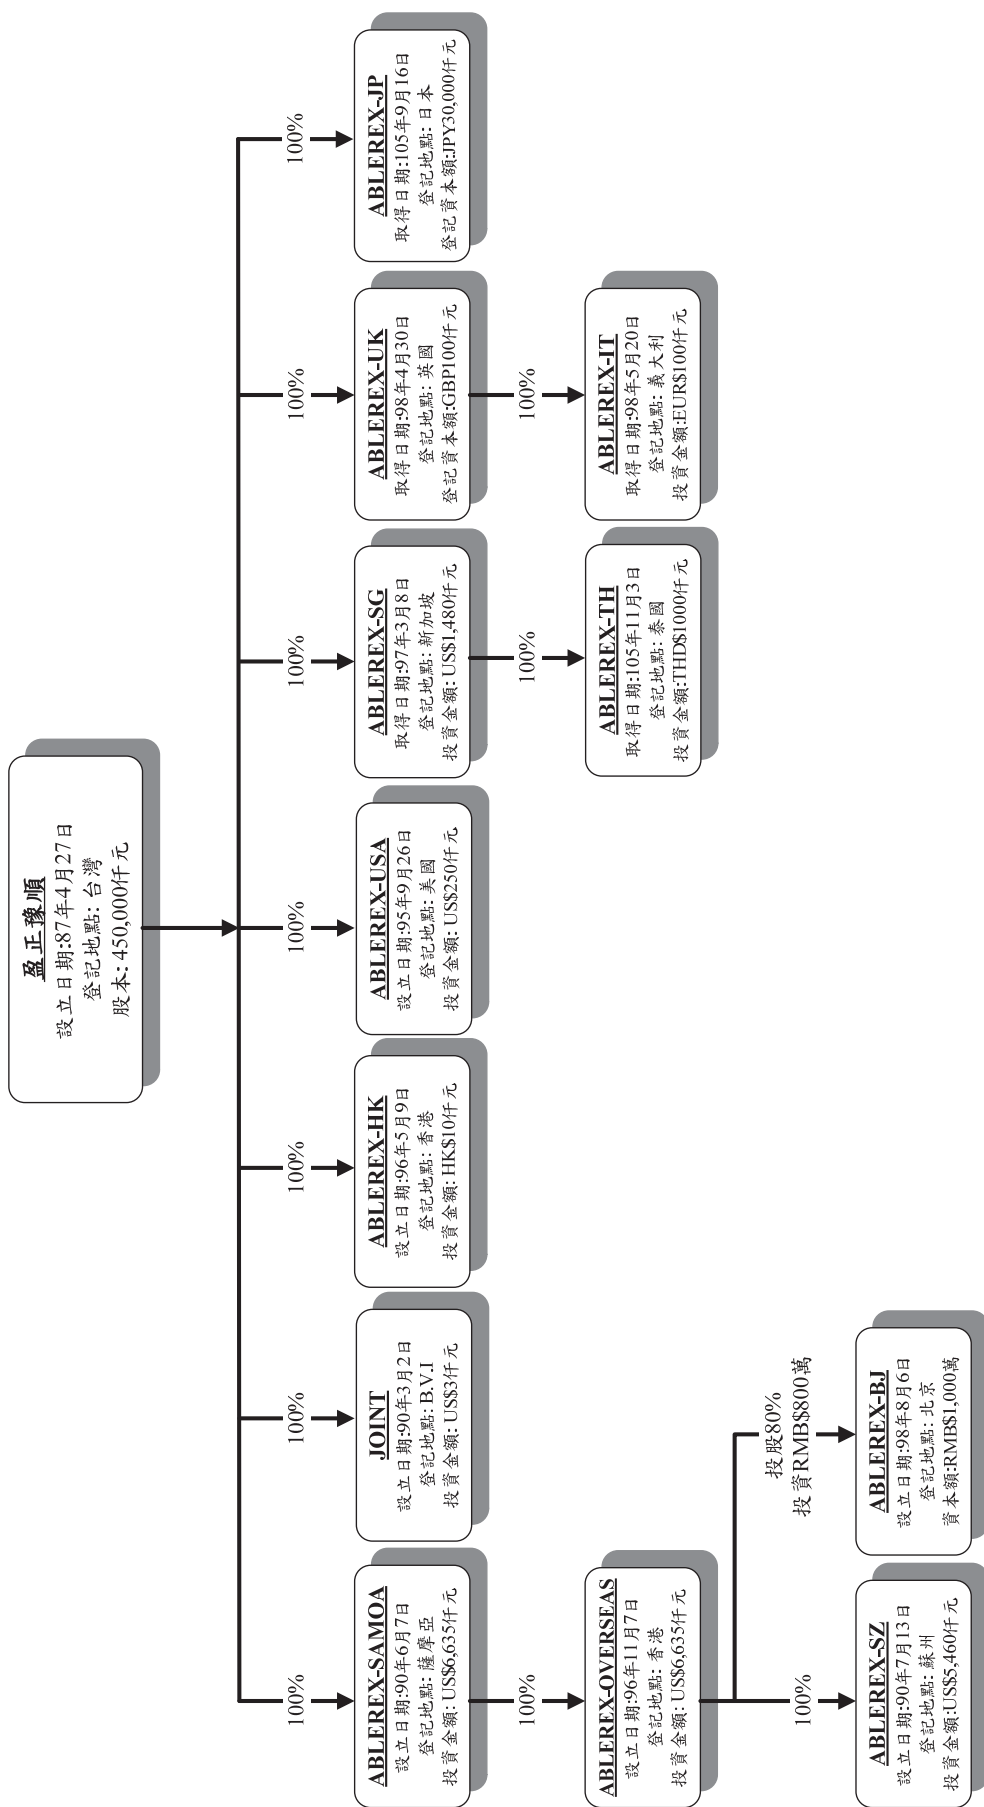 盈正豫順
設立日期:87年4月27日
登記地點: 台灣
股本: 450,000仟元
100%
100%
100%
100%
100%
100%
100%
ABLEREX-SAMOA
設立日期:90年6月7日
登記地點: 薩摩亞
投資金額: US$6,635仟元
JOINT
設立日期:90年3月2日
登記地點: B.V.I
投資金額: US$3仟元
ABLEREX-HK
設立日期:96年5月9日
登記地點: 香港
投資金額: HK$10仟元
ABLEREX-USA
設立日期:95年9月26日
登記地點: 美國
投資金額: US$250仟元
ABLEREX-SG
取得日期:97年3月8日
登記地點: 新加坡
投資金額: US$1,480仟元
ABLEREX-UK
取得日期:98年4月30日
登記地點: 英國
登記資本額:GBP100仟元
ABLEREX-JP
取得日期:105年9月16日
登記地點: 日本
登記資本額:JPY30,000仟元
100%
100%
100%
ABLEREX-OVERSEAS
設立日期:96年11月7日
登記地點: 香港
投資金額: US$6,635仟元
ABLEREX-TH
取得日期:105年11月3日
登記地點: 泰國
投資金額:THD$1000仟元
ABLEREX-IT
取得日期:98年5月20日
登記地點: 義大利
投資金額:EUR$100仟元
100%
投股80%
投資RMB$800萬
ABLEREX-SZ
設立日期:90年7月13日
登記地點: 蘇州
投資金額:US$5,460仟元
ABLEREX-BJ
設立日期:98年8月6日
登記地點: 北京
資本額:RMB$1,000萬